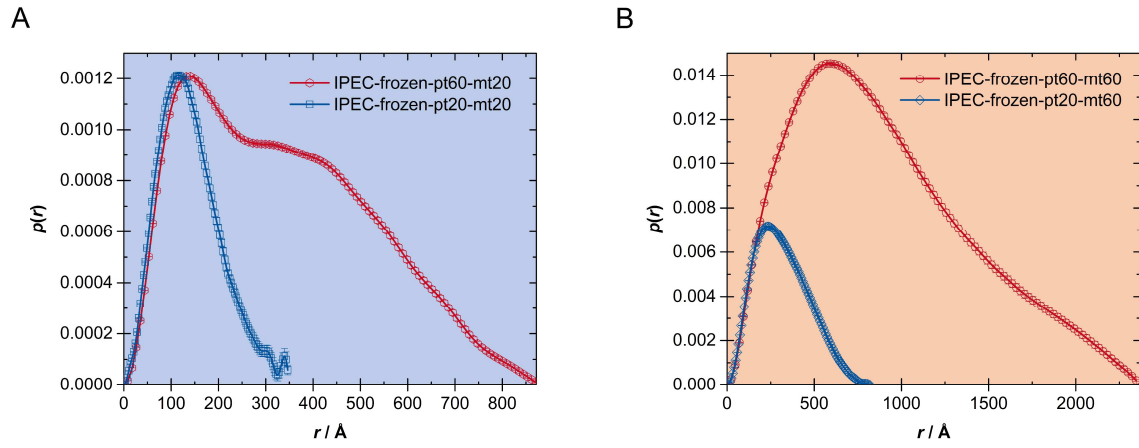 A
IPEC-frozen-pt60-mt20
IPEC-frozen-pt20-mt20
0.0012
0.0010
0.0008
0.0006
0.0004
0.0002
0.0000
p(r)
0 100 200 300 400 500 600 700 800
r / Å
B
IPEC-frozen-pt60-mt60
IPEC-frozen-pt20-mt60
0.014
0.012
0.010
0.008
0.006
0.004
0.002
0.000
p(r)
0 500 1000 1500 2000
r / Å